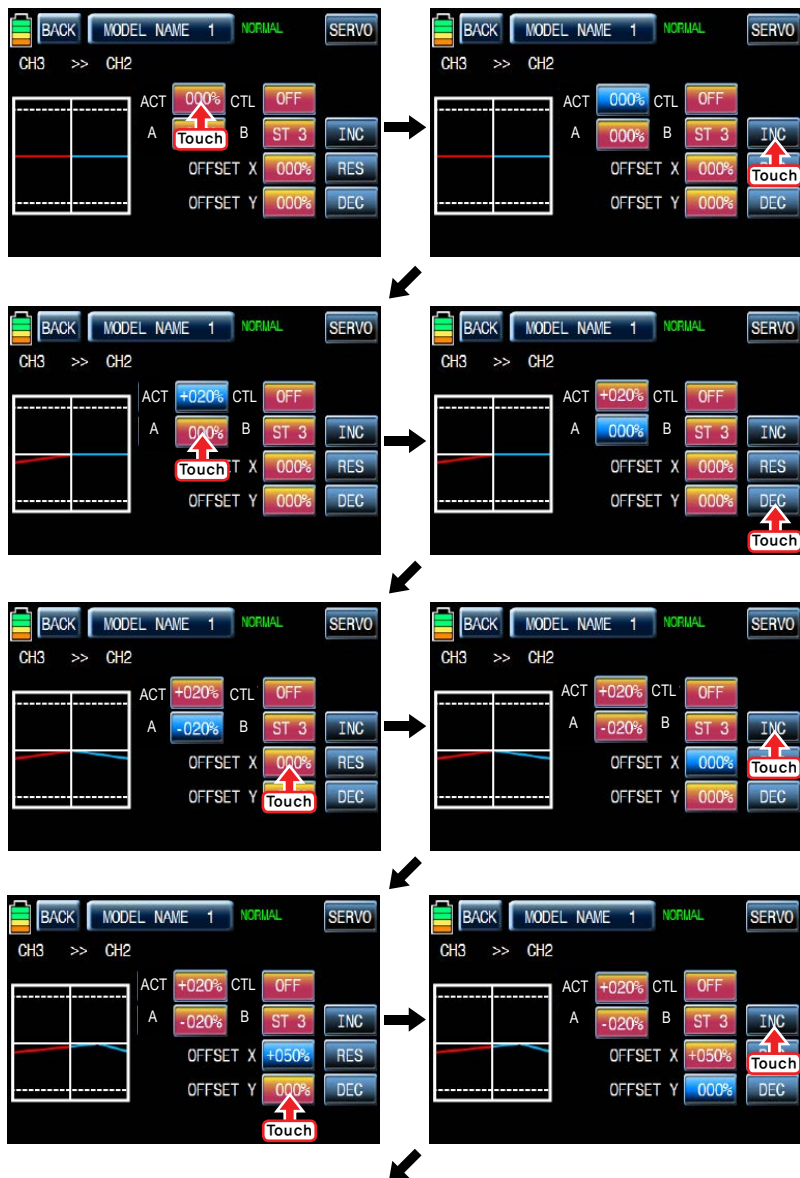 BACK MODEL NAME 1 NORMAL SERVO
CH3 >> CH2
ACT 000% CTL OFF
A Touch B ST 3 INC
OFFSET X 000% RES
OFFSET Y 000% DEC
BACK MODEL NAME 1 NORMAL SERVO
CH3 >> CH2
ACT 000% CTL OFF
A 000% B ST 3 INC
OFFSET X 000% Touch
OFFSET Y 000% DEC
BACK MODEL NAME 1 NORMAL SERVO
CH3 >> CH2
ACT +020% CTL OFF
A 000% B ST 3 INC
Touch T X 000% RES
OFFSET Y 000% DEC
BACK MODEL NAME 1 NORMAL SERVO
CH3 >> CH2
ACT +020% CTL OFF
A 000% B ST 3 INC
OFFSET X 000% RES
OFFSET Y 000% DEC
Touch
BACK MODEL NAME 1 NORMAL SERVO
CH3 >> CH2
ACT +020% CTL OFF
A -020% B ST 3 INC
OFFSET X 000% RES
OFFSET Y Touch DEC
BACK MODEL NAME 1 NORMAL SERVO
CH3 >> CH2
ACT +020% CTL OFF
A -020% B ST 3 INC
OFFSET X 000% Touch
OFFSET Y 000% DEC
BACK MODEL NAME 1 NORMAL SERVO
CH3 >> CH2
ACT +020% CTL OFF
A -020% B ST 3 INC
OFFSET X +050% RES
OFFSET Y 000% DEC
Touch
BACK MODEL NAME 1 NORMAL SERVO
CH3 >> CH2
ACT +020% CTL OFF
A -020% B ST 3 INC
OFFSET X +050% Touch
OFFSET Y 000% DEC